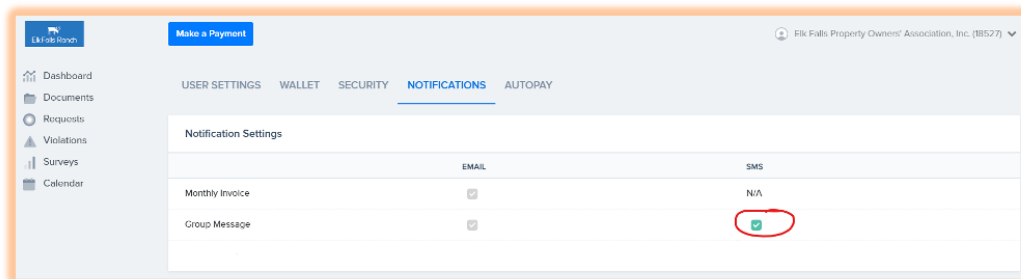 Elk Falls Ranch
Make a Payment
Elk Falls Property Owners' Association, Inc. (18527)
Dashboard
Documents
Requests
Violations
Surveys
Calendar
USER SETTINGS WALLET SECURITY NOTIFICATIONS AUTOPAY
Notification Settings
EMAIL SMS
Monthly Invoice N/A
Group Message